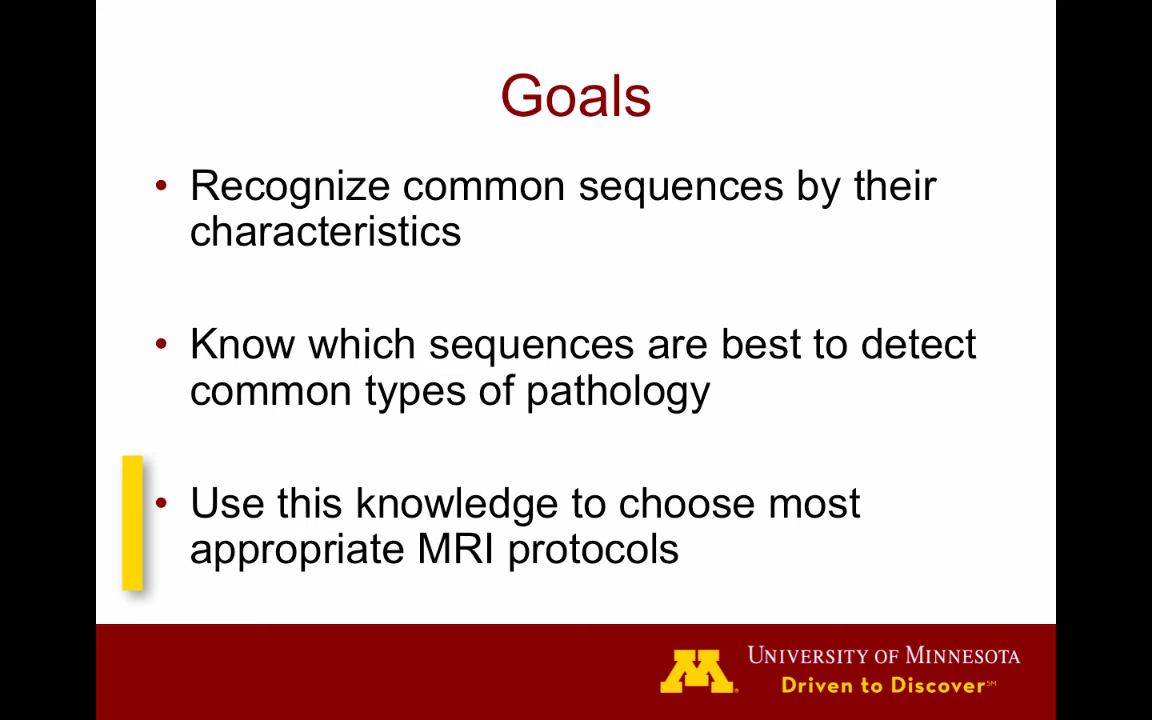 Goals
• Recognize common sequences by their
characteristics
• Know which sequences are best to detect
common types of pathology
• Use this knowledge to choose most
appropriate MRI protocols
M
UNIVERSITY OF MINNESOTA
Driven to Discover℠